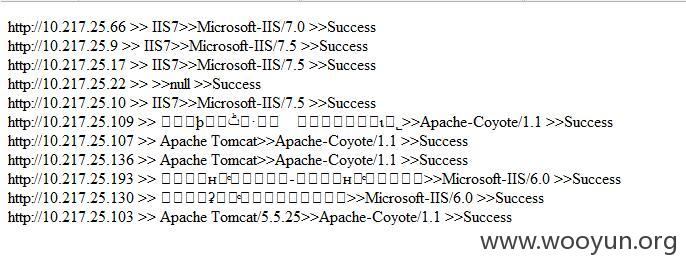 http://10.217.25.66 >> IIS7>>Microsoft-IIS/7.0 >>Success
http://10.217.25.9 >> IIS7>>Microsoft-IIS/7.5 >>Success
http://10.217.25.17 >> IIS7>>Microsoft-IIS/7.5 >>Success
http://10.217.25.22 >> >>null >>Success
http://10.217.25.10 >> IIS7>>Microsoft-IIS/7.5 >>Success
http://10.217.25.109 >> >>Apache-Coyote/1.1 >>Success
http://10.217.25.107 >> Apache Tomcat>>Apache-Coyote/1.1 >>Success
http://10.217.25.136 >> Apache Tomcat>>Apache-Coyote/1.1 >>Success
http://10.217.25.193 >> >>Microsoft-IIS/6.0 >>Success
http://10.217.25.130 >> >>Microsoft-IIS/6.0 >>Success
http://10.217.25.103 >> Apache Tomcat/5.5.25>>Apache-Coyote/1.1 >>Success
www.wooyun.org